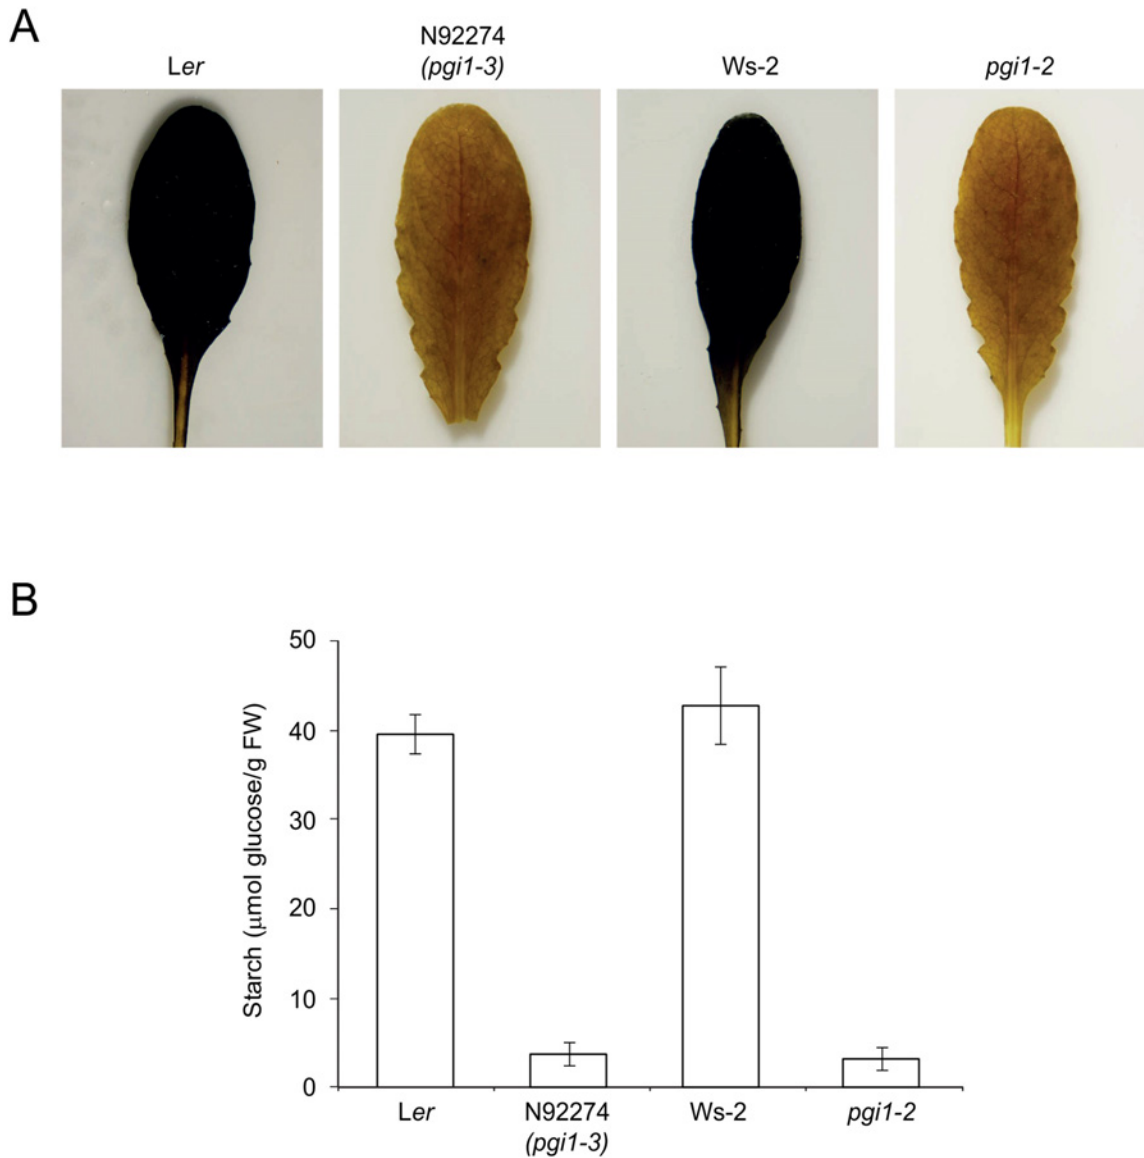 A
Ler
N92274
(pgi1-3)
Ws-2
pgi1-2
B
50
40
30
20
10
0
Starch (μmol glucose/g FW)
Ler
N92274
(pgi1-3)
Ws-2
pgi1-2